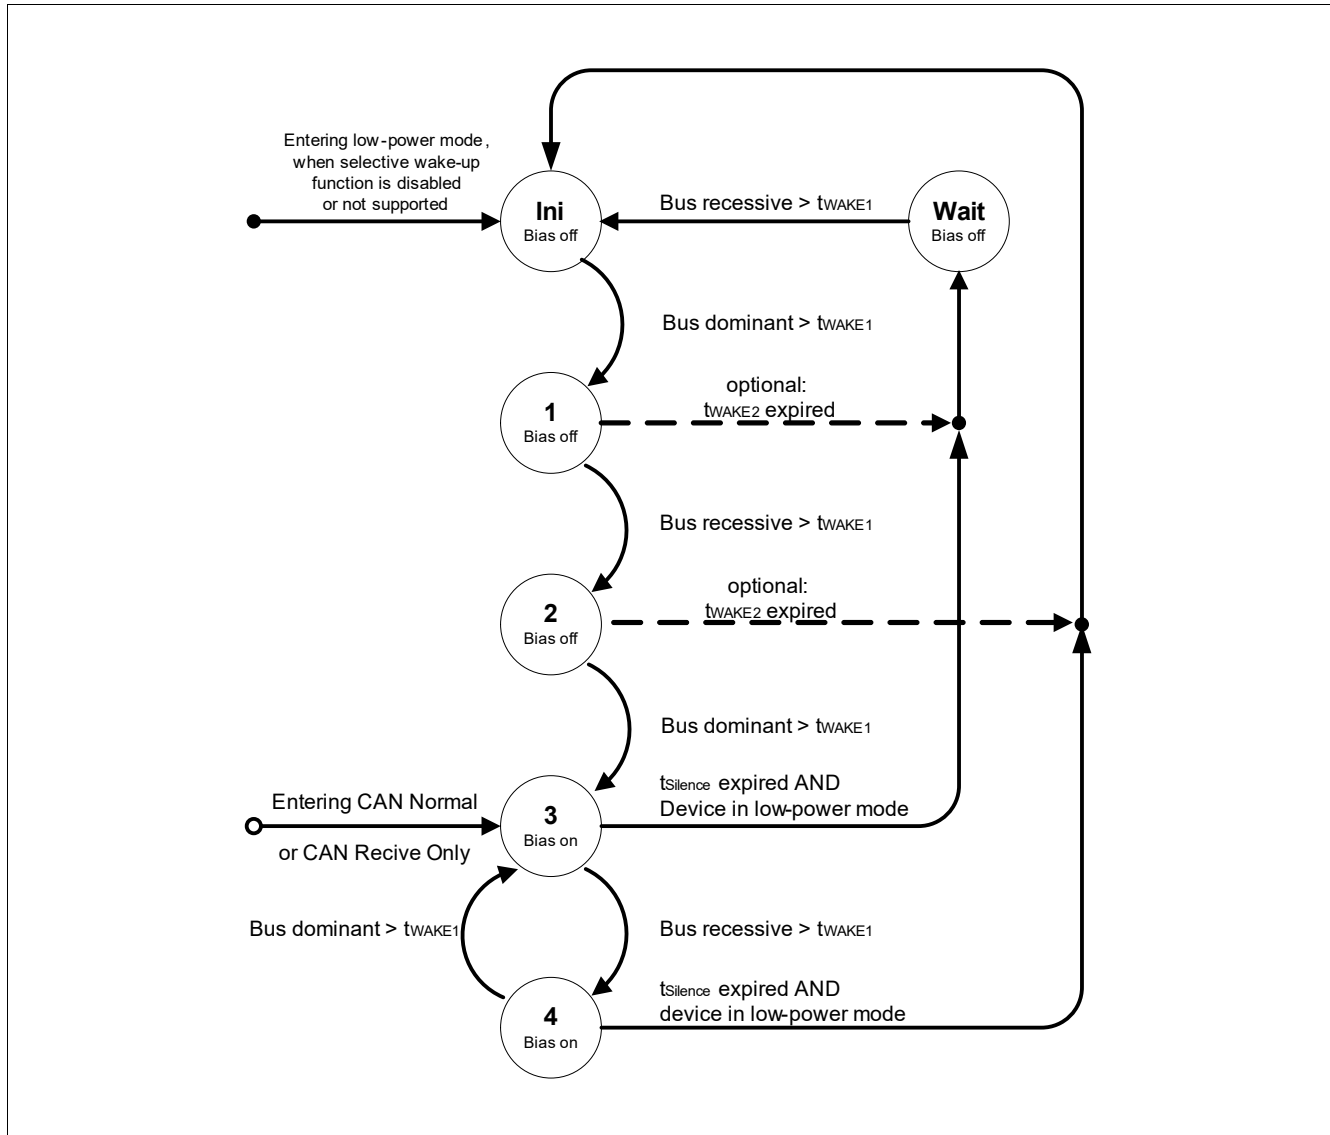 Entering low-power mode,
when selective wake-up
function is disabled
or not supported
Ini
Bias off
Bus recessive > tWAKE1
Wait
Bias off
Bus dominant > tWAKE1
1
Bias off
optional:
tWAKE2 expired
Bus recessive > tWAKE1
2
Bias off
optional:
tWAKE2 expired
Bus dominant > tWAKE1
Entering CAN Normal
or CAN Recive Only
3
Bias on
tSilence expired AND
Device in low-power mode
Bus dominant > tWAKE1
Bus recessive > tWAKE1
4
Bias on
tSilence expired AND
device in low-power mode